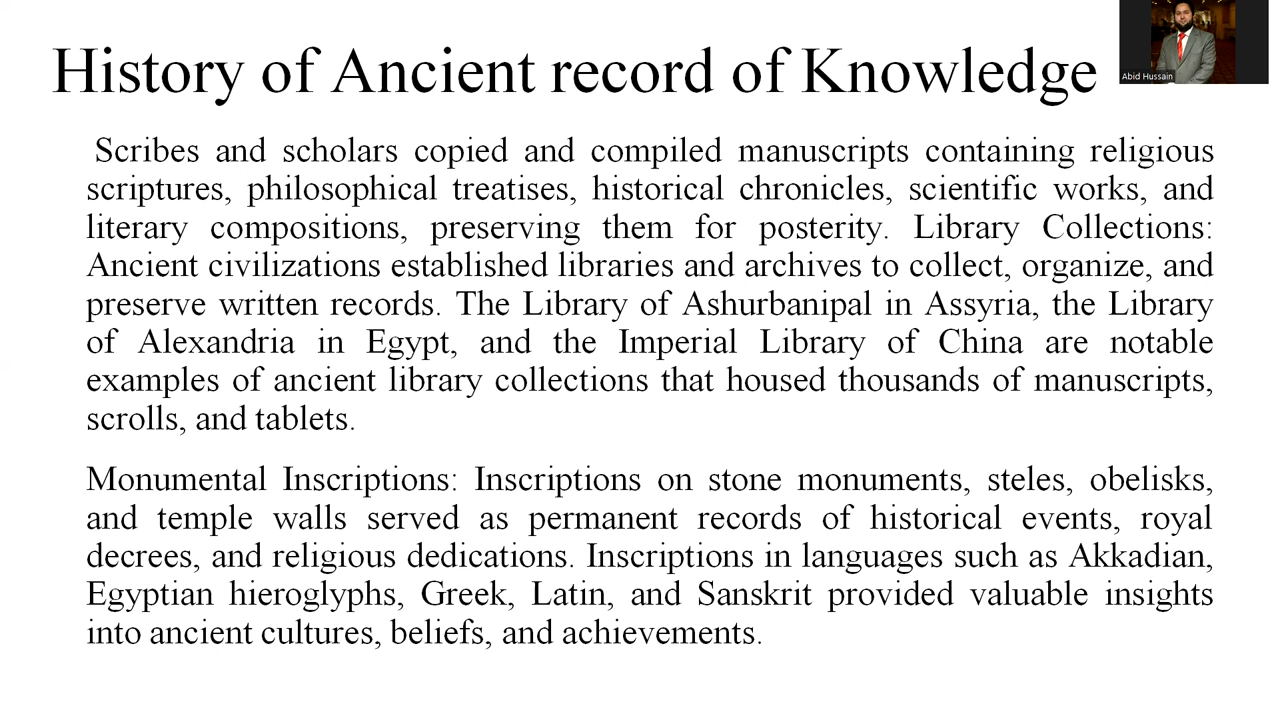 History of Ancient record of Knowledge
Abid Hussain
Scribes and scholars copied and compiled manuscripts containing religious
scriptures, philosophical treatises, historical chronicles, scientific works, and
literary compositions, preserving them for posterity. Library Collections:
Ancient civilizations established libraries and archives to collect, organize, and
preserve written records. The Library of Ashurbanipal in Assyria, the Library
of Alexandria in Egypt, and the Imperial Library of China are notable
examples of ancient library collections that housed thousands of manuscripts,
scrolls, and tablets.
Monumental Inscriptions: Inscriptions on stone monuments, steles, obelisks,
and temple walls served as permanent records of historical events, royal
decrees, and religious dedications. Inscriptions in languages such as Akkadian,
Egyptian hieroglyphs, Greek, Latin, and Sanskrit provided valuable insights
into ancient cultures, beliefs, and achievements.